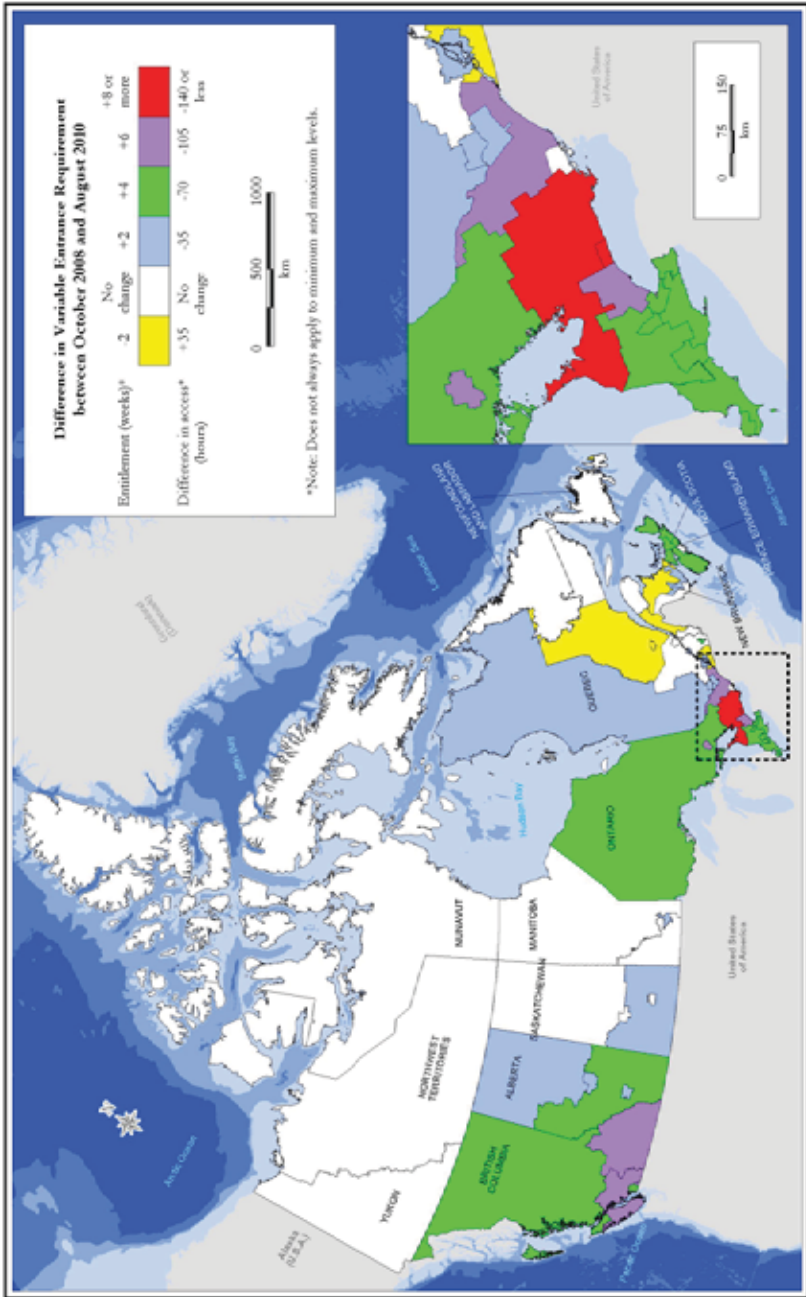 Difference in Variable Entrance Requirement
between October 2008 and August 2010
Entitlement (weeks)*
-2
No change
+2
+4
+6
+8 or more
Difference in access* (hours)
+35
No change
-35
-70
-105
-140 or less
0 500 1000
km
*Note: Does not always apply to minimum and maximum levels.
Greenland
(Denmark)
Arctic Ocean
Baffin Bay
Labrador Sea
Alaska
(U.S.A.)
YUKON
NORTHWEST
TERRITORIES
NUNAVUT
Hudson Bay
BRITISH
COLUMBIA
ALBERTA
SASKATCHEWAN
MANITOBA
ONTARIO
QUEBEC
NEWFOUNDLAND
AND LABRADOR
NOVA SCOTIA
PRINCE EDWARD ISLAND
NEW BRUNSWICK
Atlantic Ocean
Pacific Ocean
United States
of America
United States
of America
0 75 150
km
N